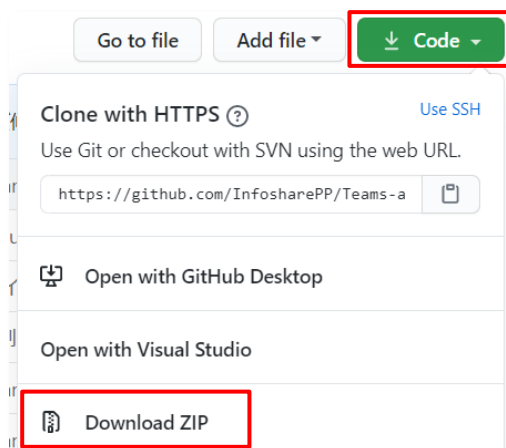 Go to file
Add file
Code
Clone with HTTPS
Use SSH
Use Git or checkout with SVN using the web URL.
https://github.com/InfosharePP/Teams-a
Open with GitHub Desktop
Open with Visual Studio
Download ZIP